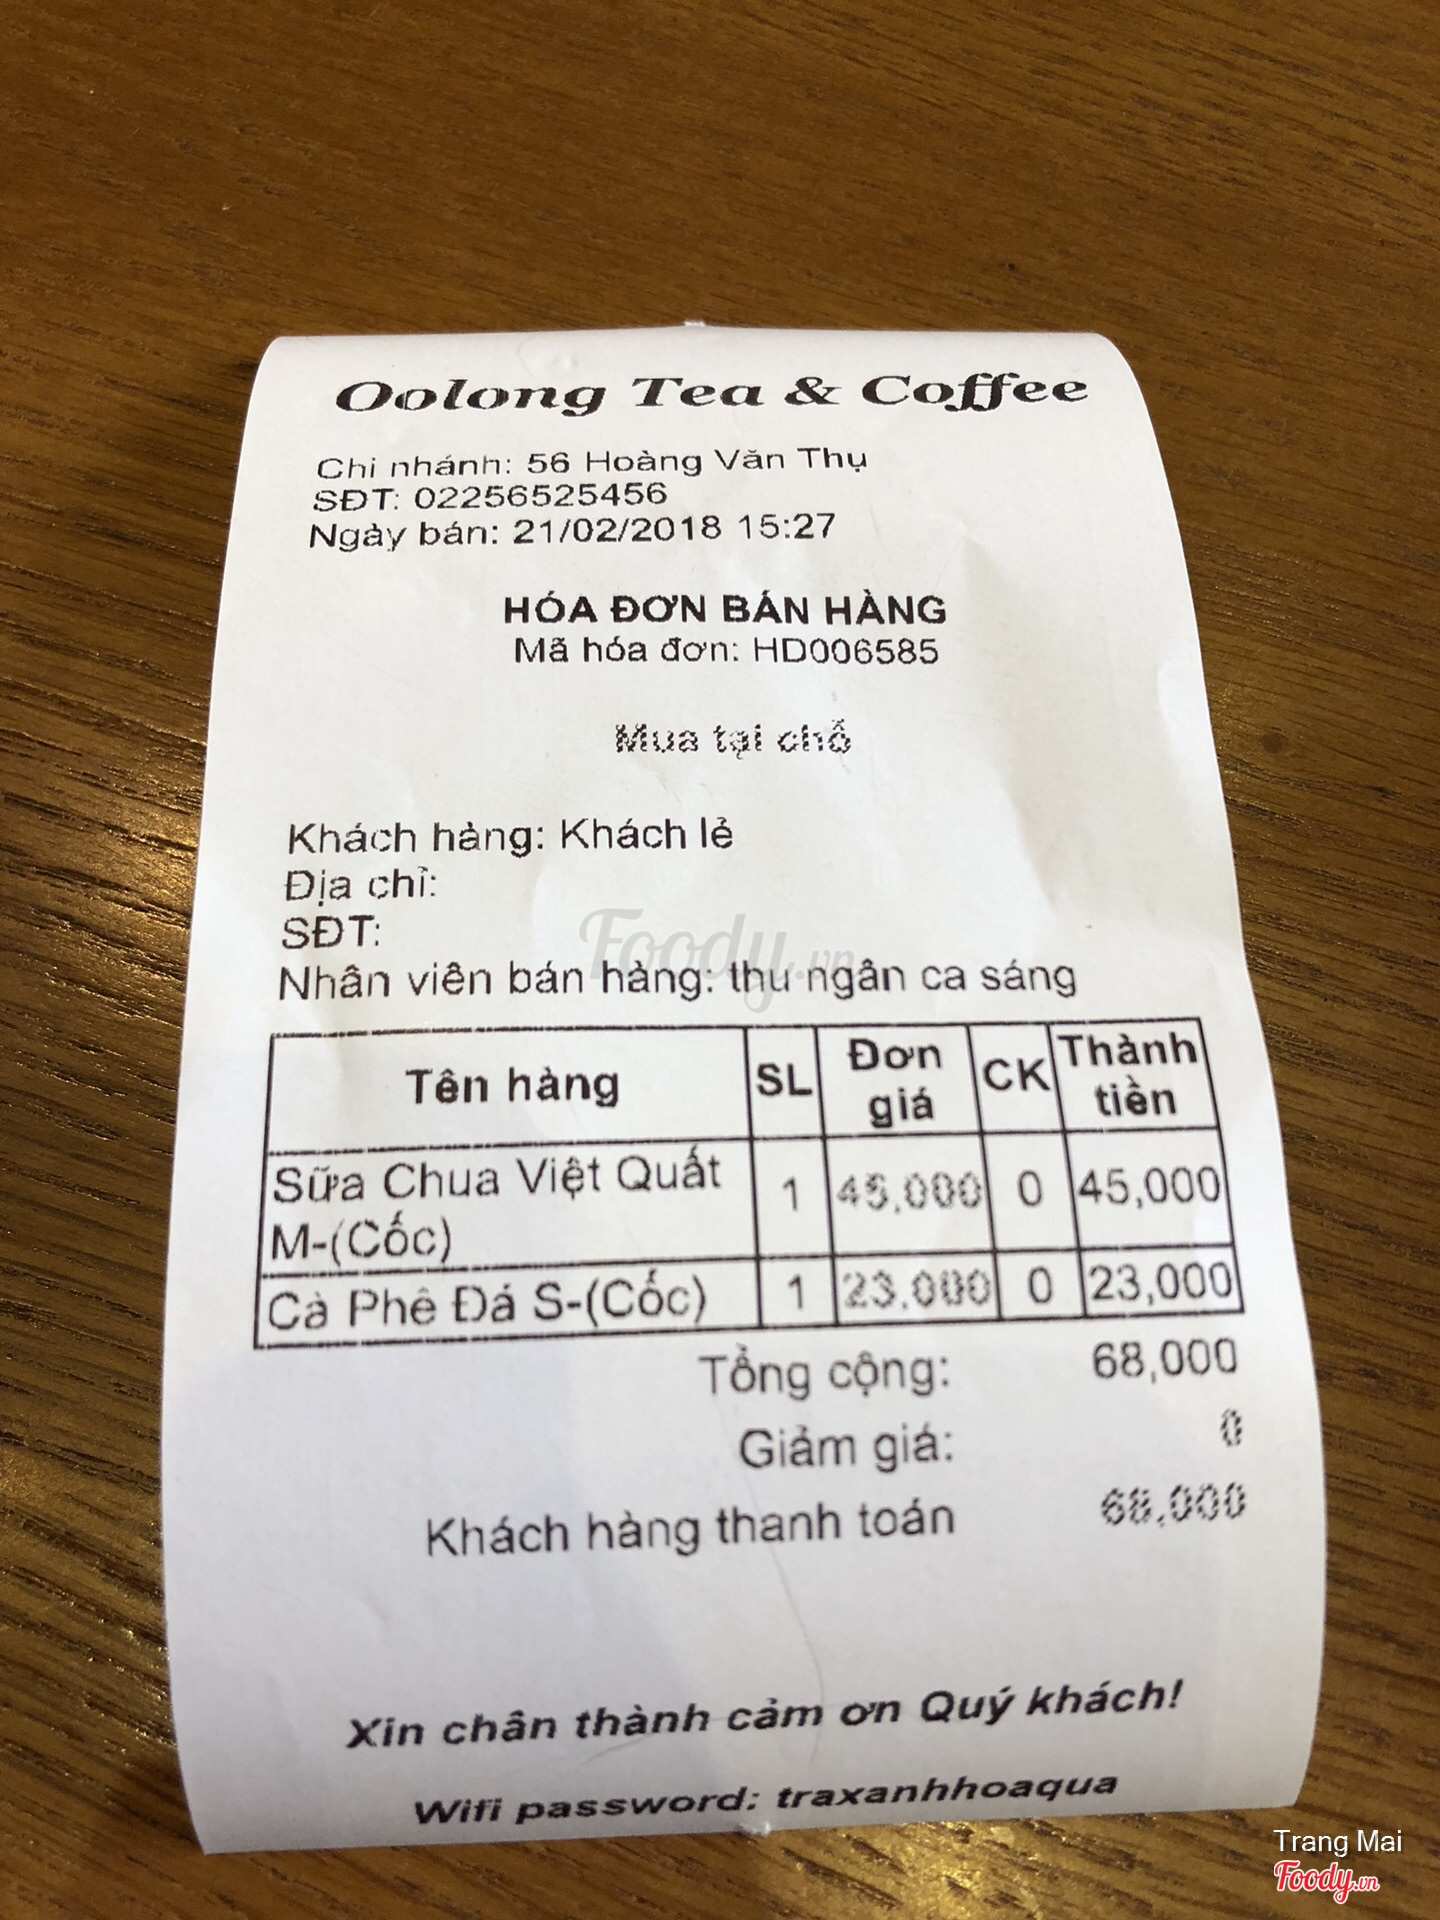 Oolong Tea & Coffee
Chi nhánh: 56 Hoàng Văn Thụ
SĐT: 02256525456
Ngày bán: 21/02/2018 15:27
HÓA ĐƠN BÁN HÀNG
Mã hóa đơn: HD006585
Mua tại chỗ
Khách hàng: Khách lẻ
Địa chỉ:
SĐT:
Foody.vn
Nhân viên bán hàng: thu ngân ca sáng
Tên hàng SL Đơn giá CK Thành tiền
Sữa Chua Việt Quất M-(Cốc) 1 45,000 0 45,000
Cà Phê Đá S-(Cốc) 1 23,000 0 23,000
Tổng cộng: 68,000
Giảm giá: 0
Khách hàng thanh toán 68,000
Xin chân thành cảm ơn Quý khách!
Wifi password: traxanhhoaqua
Trang Mai
Foody.vn